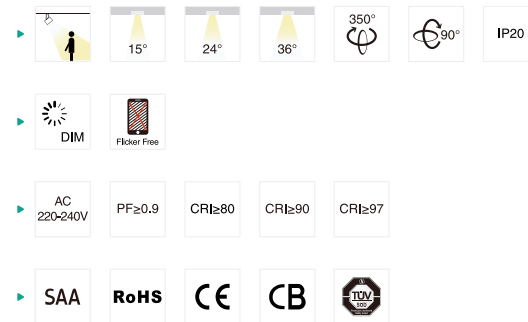 15°
24°
36°
350°
90°
IP20
DIM
Flicker Free
AC
220-240V
PF≥0.9
CRI≥80
CRI≥90
CRI≥97
SAA
RoHS
CE
CB
TÜV